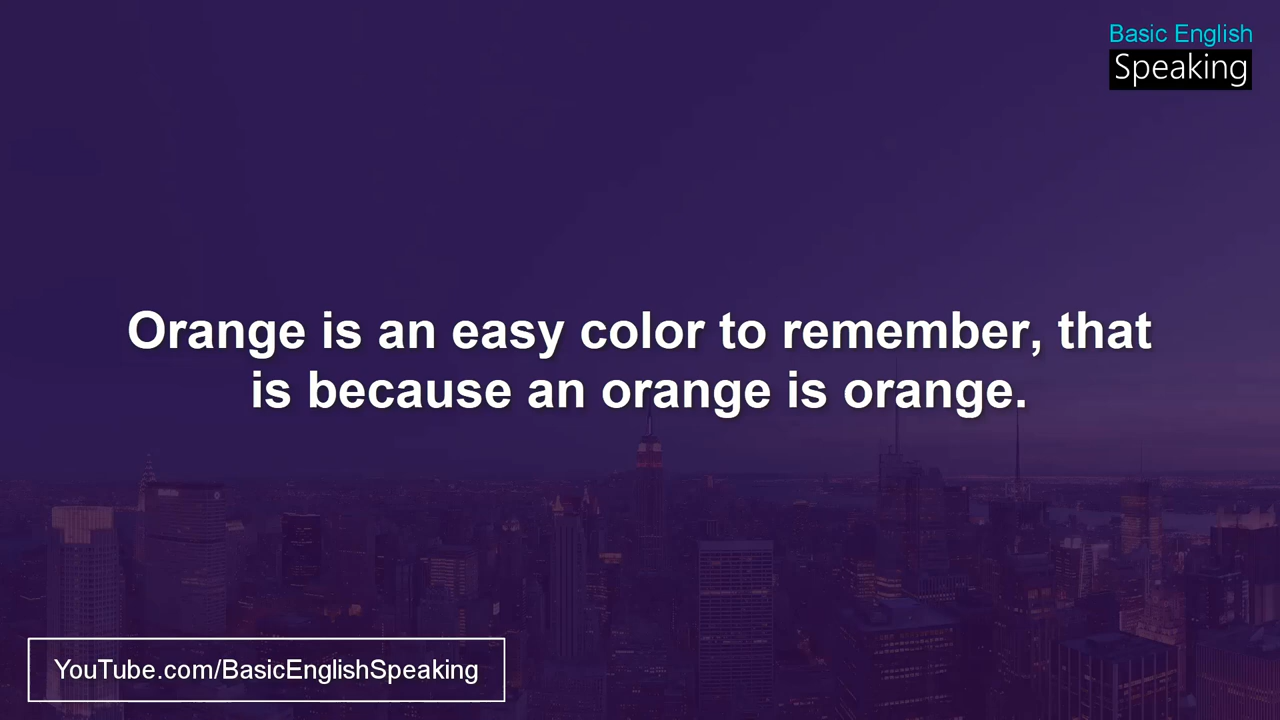 Basic English
Speaking
Orange is an easy color to remember, that
is because an orange is orange.
YouTube.com/BasicEnglishSpeaking